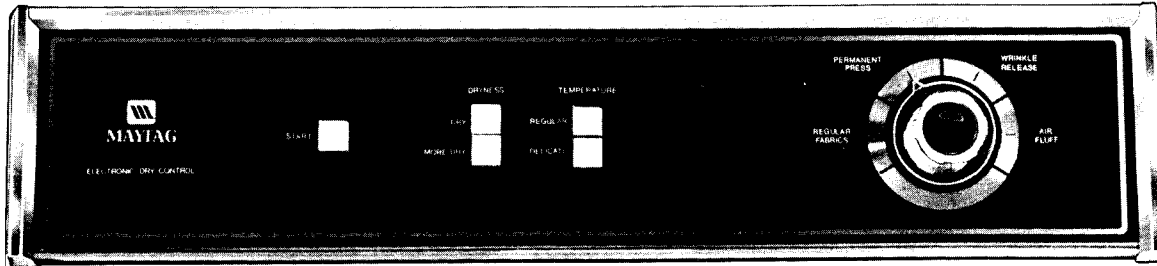 MAYTAG
ELECTRONIC DRY CONTROL
START
DRYNESS
DRY
MORE DRY
TEMPERATURE
REGULAR
DELICATE
PERMANENT
PRESS
WRINKLE
RELEASE
REGULAR
FABRICS
AIR
FLUFF